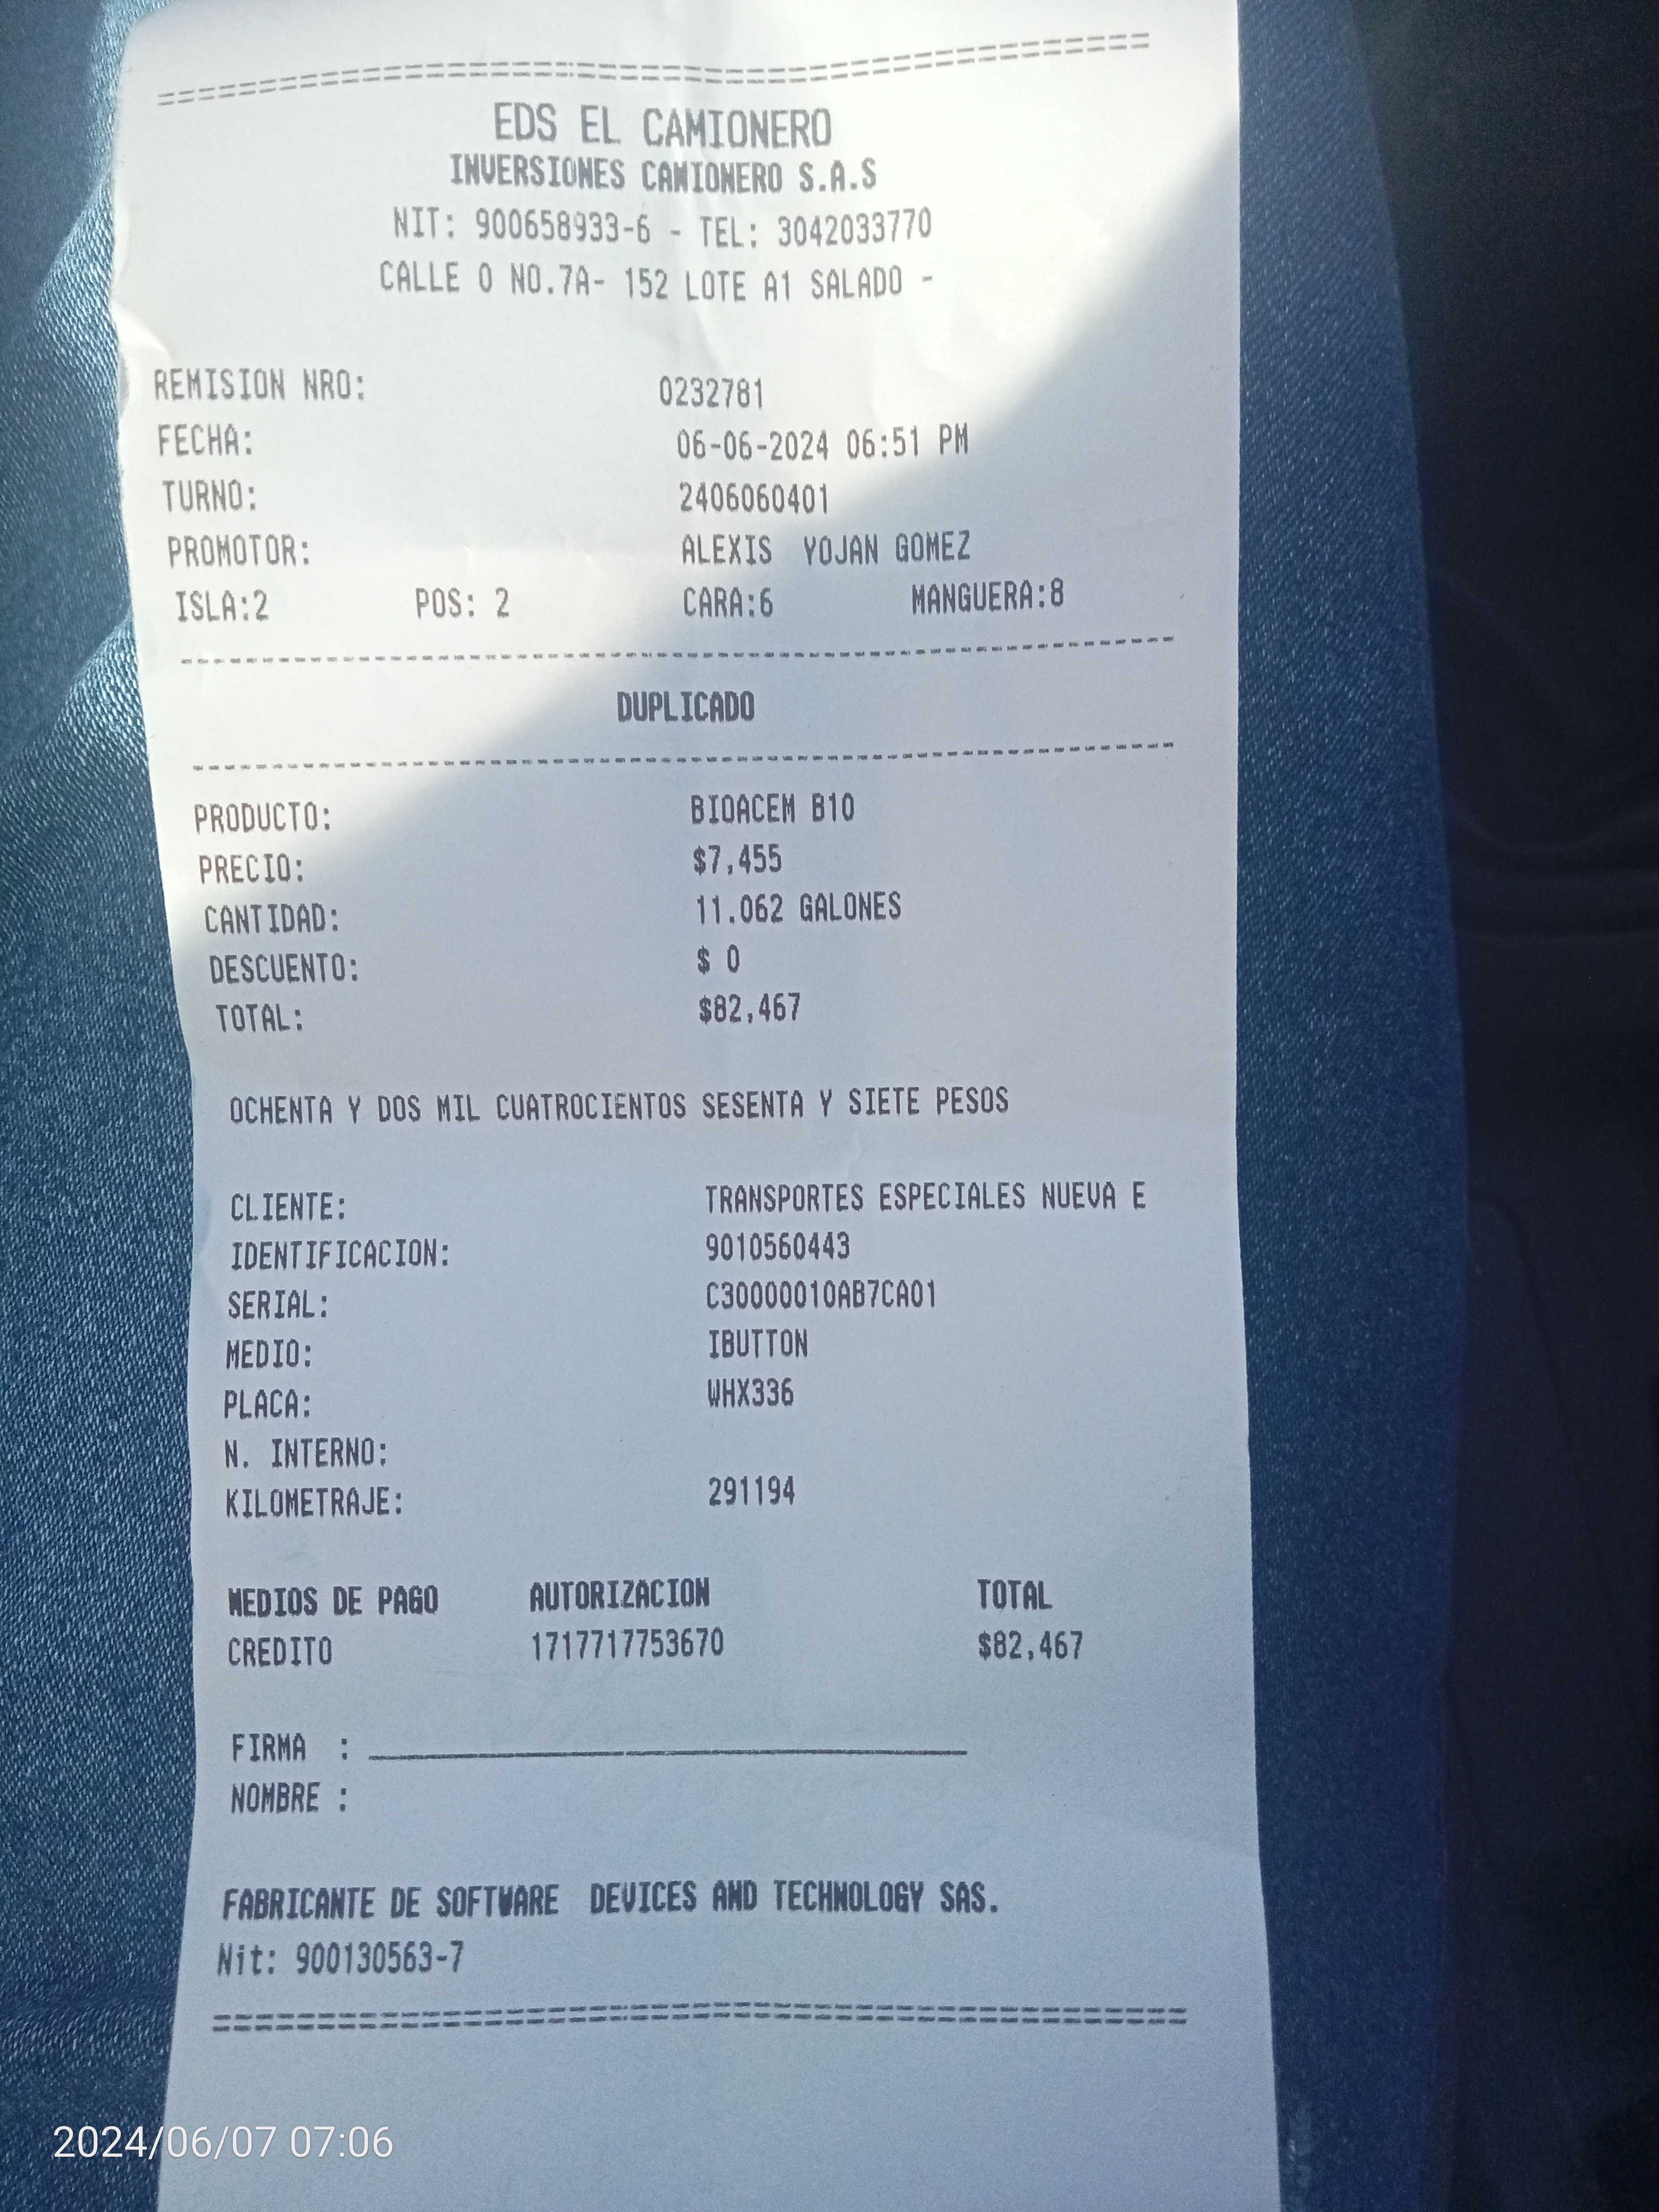 EDS EL CAMIONERO
INVERSIONES CAMIONERO S.A.S
NIT: 900658933-6 - TEL: 3042033770
CALLE 0 NO.7A- 152 LOTE A1 SALADO -
REMISION NRO: 0232781
FECHA: 06-06-2024 06:51 PM
TURNO: 2406060401
PROMOTOR: ALEXIS YOJAN GOMEZ
ISLA:2 POS: 2 CARA:6 MANGUERA:8
DUPLICADO
PRODUCTO: BIOACEM B10
PRECIO: $7,455
CANTIDAD: 11.062 GALONES
DESCUENTO: $ 0
TOTAL: $82,467
OCHENTA Y DOS MIL CUATROCIENTOS SESENTA Y SIETE PESOS
CLIENTE: TRANSPORTES ESPECIALES NUEVA E
IDENTIFICACION: 9010560443
SERIAL: C30000010AB7CA01
MEDIO: IBUTTON
PLACA: WHX336
N. INTERNO:
KILOMETRAJE: 291194
MEDIOS DE PAGO AUTORIZACION TOTAL
CREDITO 1717717753670 $82,467
FIRMA :
NOMBRE :
FABRICANTE DE SOFTWARE DEVICES AND TECHNOLOGY SAS.
Nit: 900130563-7
2024/06/07 07:06